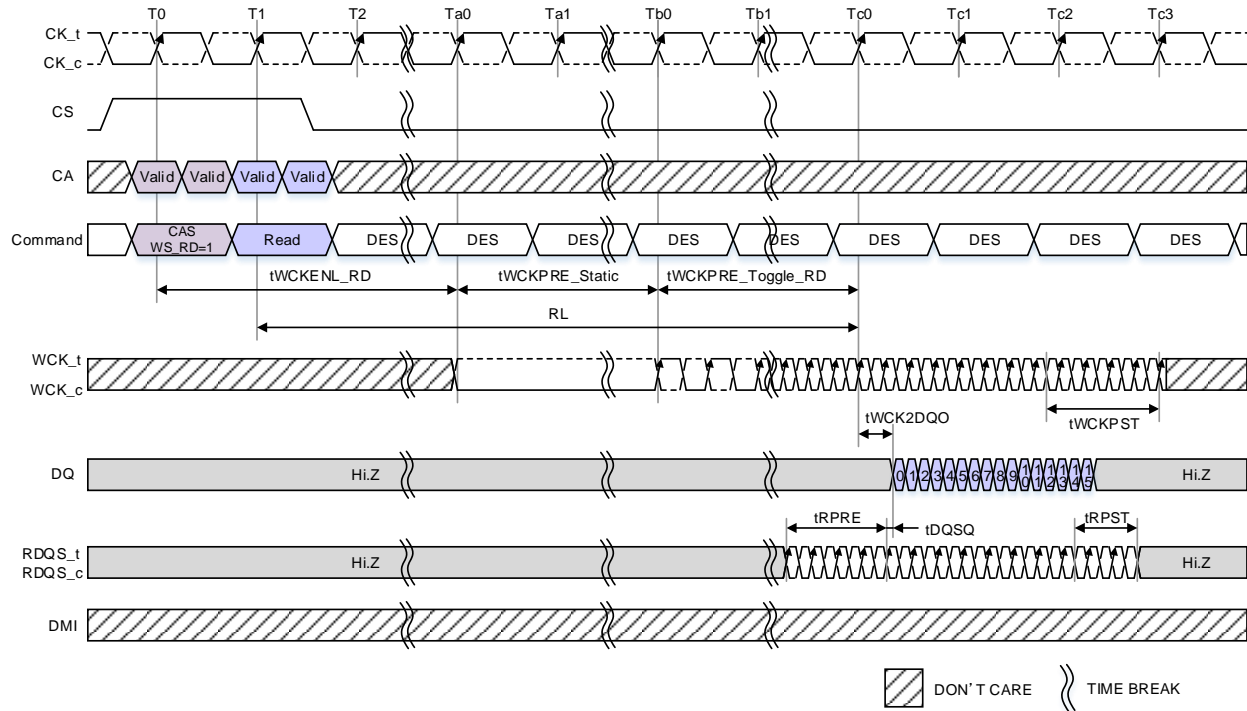 T0 T1 T2 Ta0 Ta1 Tb0 Tb1 Tc0 Tc1 Tc2 Tc3
CK_t
CK_c
CS
CA Valid Valid Valid Valid
Command CAS WS_RD=1 Read DES DES DES DES DES DES DES DES DES
tWCKENL_RD tWCKPRE_Static tWCKPRE_Toggle_RD
RL
WCK_t
WCK_c
tWCK2DQO tWCKPST
DQ Hi.Z 0 1 2 3 4 5 6 7 8 9 10 11 12 13 14 15 Hi.Z
tRPRE tDQSQ tRPST
RDQS_t
RDQS_c Hi.Z Hi.Z
DMI
DON'T CARE TIME BREAK